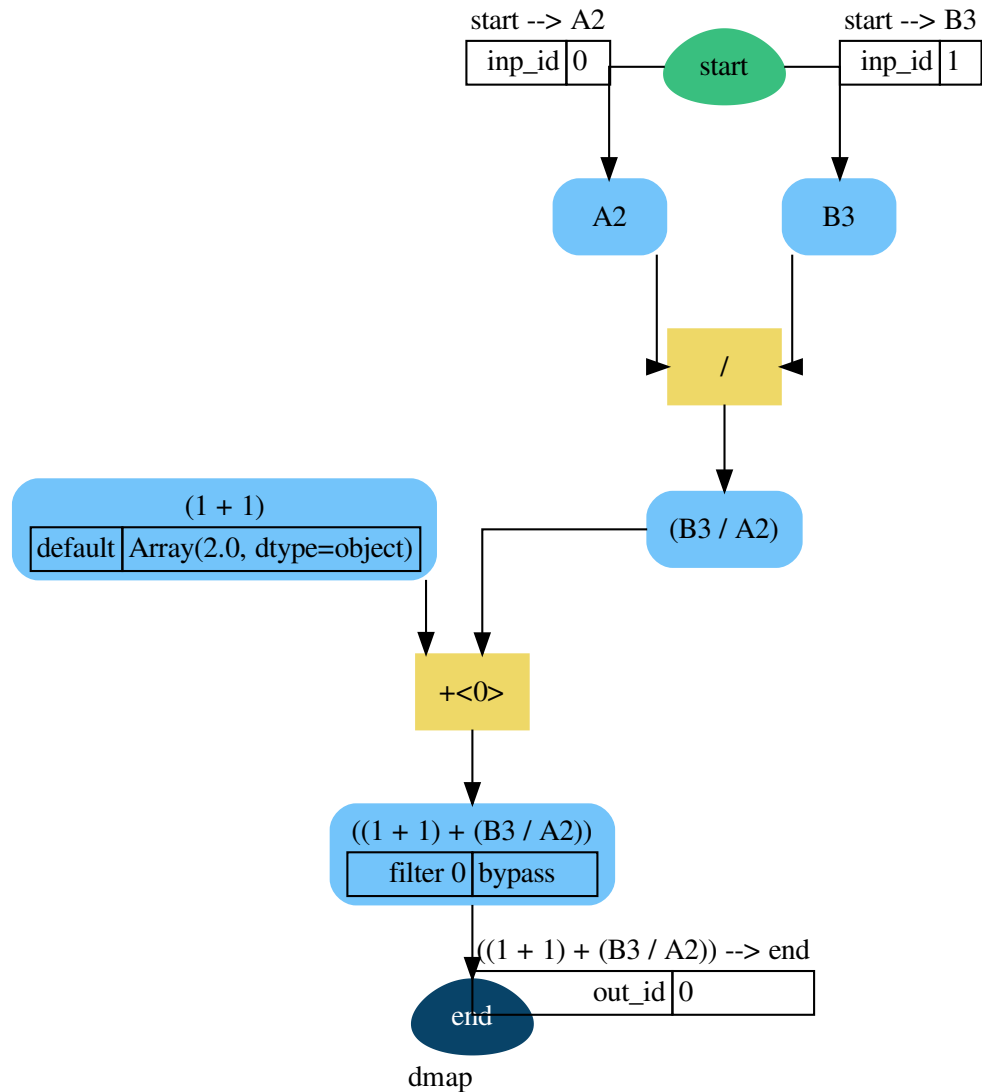 start --> A2
inp_id 0
start
start --> B3
inp_id 1
A2
B3
/
(1 + 1)
default Array(2.0, dtype=object)
(B3 / A2)
+<0>
((1 + 1) + (B3 / A2))
filter 0 bypass
((1 + 1) + (B3 / A2)) --> end
out_id 0
end
dmap